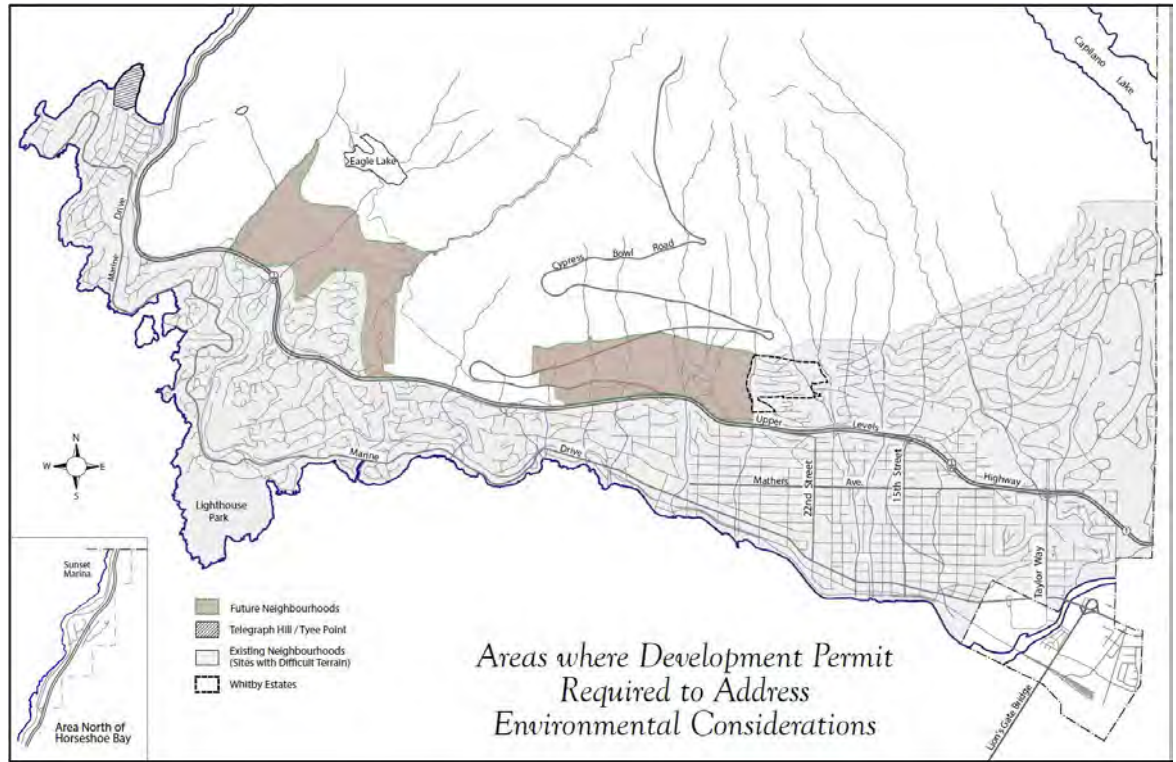 Capilano
Lake
Eagle Lake
Marine Drive
Cypress Bowl Road
Upper Levels Highway
Marine Drive
Mathers Ave.
22nd Street
15th Street
Taylor Way
Lighthouse
Park
N
W E
S
Sunset
Marina
Area North of
Horseshoe Bay
Future Neighbourhoods
Telegraph Hill / Tyee Point
Existing Neighbourhoods
(Sites with Difficult Terrain)
Whitby Estates
Areas where Development Permit
Required to Address
Environmental Considerations
Lion's Gate Bridge